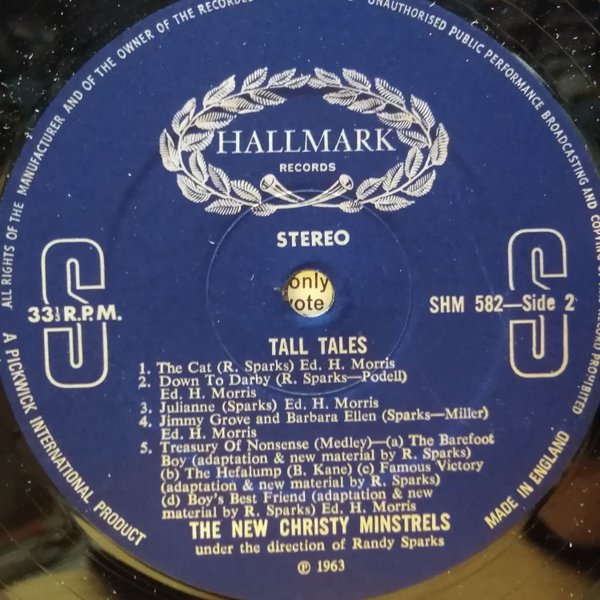 ALL RIGHTS OF THE MANUFACTURER AND OF THE OWNER OF THE RECORDED
UNAUTHORISED PUBLIC PERFORMANCE BROADCASTING AND COPYING
PROHIBITED
HALLMARK
RECORDS
STEREO
only
vote
S
S
33⅓ R.P.M.
SHM 582—Side 2
TALL TALES
1. The Cat (R. Sparks) Ed. H. Morris
2. Down To Darby (R. Sparks—Podell)
Ed. H. Morris
3. Julianne (Sparks) Ed. H. Morris
4. Jimmy Grove and Barbara Ellen (Sparks—Miller)
Ed. H. Morris
5. Treasury Of Nonsense (Medley)—(a) The Barefoot
Boy (adaptation & new material by R. Sparks)
(b) The Hefalump (B. Kane) (c) Famous Victory
(adaptation & new material by R. Sparks)
(d) Boy's Best Friend (adaptation & new
material by R. Sparks) Ed. H. Morris
THE NEW CHRISTY MINSTRELS
under the direction of Randy Sparks
℗ 1963
A PICKWICK INTERNATIONAL PRODUCT
MADE IN ENGLAND